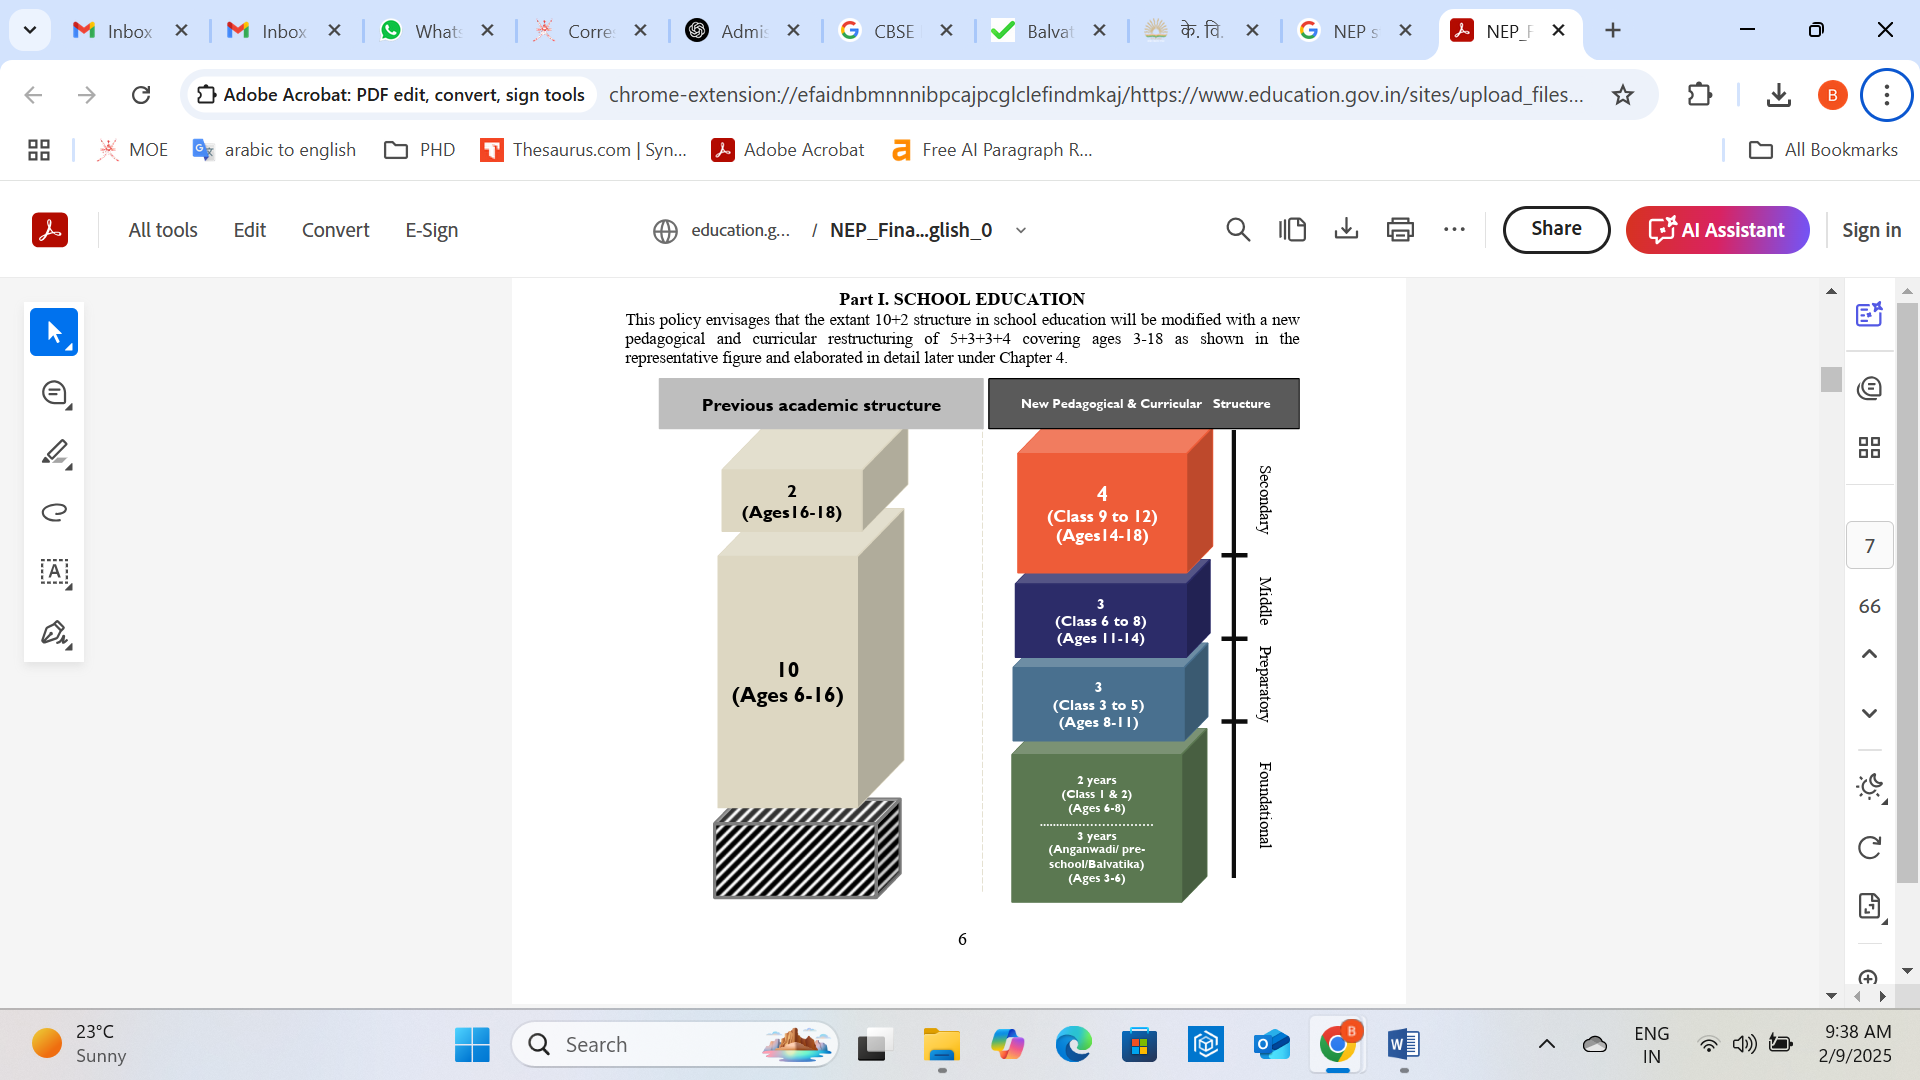 Inbox
Inbox
Whats
Corre
Admis
CBSE
Balvat
के. वि.
NEP s
NEP_F
Adobe Acrobat: PDF edit, convert, sign tools
chrome-extension://efaidnbmnnnibpcajpcglclefindmkaj/https://www.education.gov.in/sites/upload_files...
B
MOE
arabic to english
PHD
Thesaurus.com | Syn...
Adobe Acrobat
Free AI Paragraph R...
All Bookmarks
All tools
Edit
Convert
E-Sign
education.g...
/ NEP_Fina...glish_0
Share
AI Assistant
Sign in
Part I. SCHOOL EDUCATION
This policy envisages that the extant 10+2 structure in school education will be modified with a new
pedagogical and curricular restructuring of 5+3+3+4 covering ages 3-18 as shown in the
representative figure and elaborated in detail later under Chapter 4.
Previous academic structure
2
(Ages16-18)
10
(Ages 6-16)
New Pedagogical & Curricular Structure
4
(Class 9 to 12)
(Ages14-18)
Secondary
3
(Class 6 to 8)
(Ages 11-14)
Middle
3
(Class 3 to 5)
(Ages 8-11)
Preparatory
2 years
(Class 1 & 2)
(Ages 6-8)
3 years
(Anganwadi/ pre-
school/Balvatika)
(Ages 3-6)
Foundational
6
7
66
23°C
Sunny
Search
B
ENG
IN
9:38 AM
2/9/2025